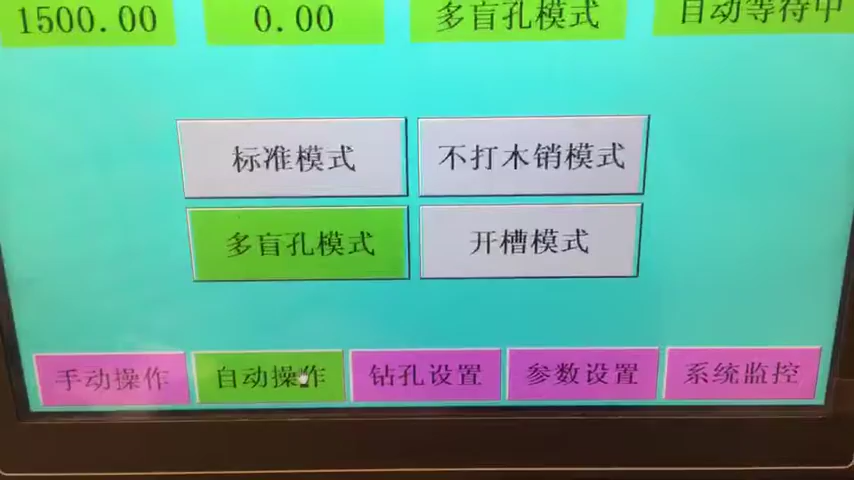 1500.00 0.00 多盲孔模式 自动等待中
标准模式 不打木销模式
多盲孔模式 开槽模式
手动操作 自动操作 钻孔设置 参数设置 系统监控